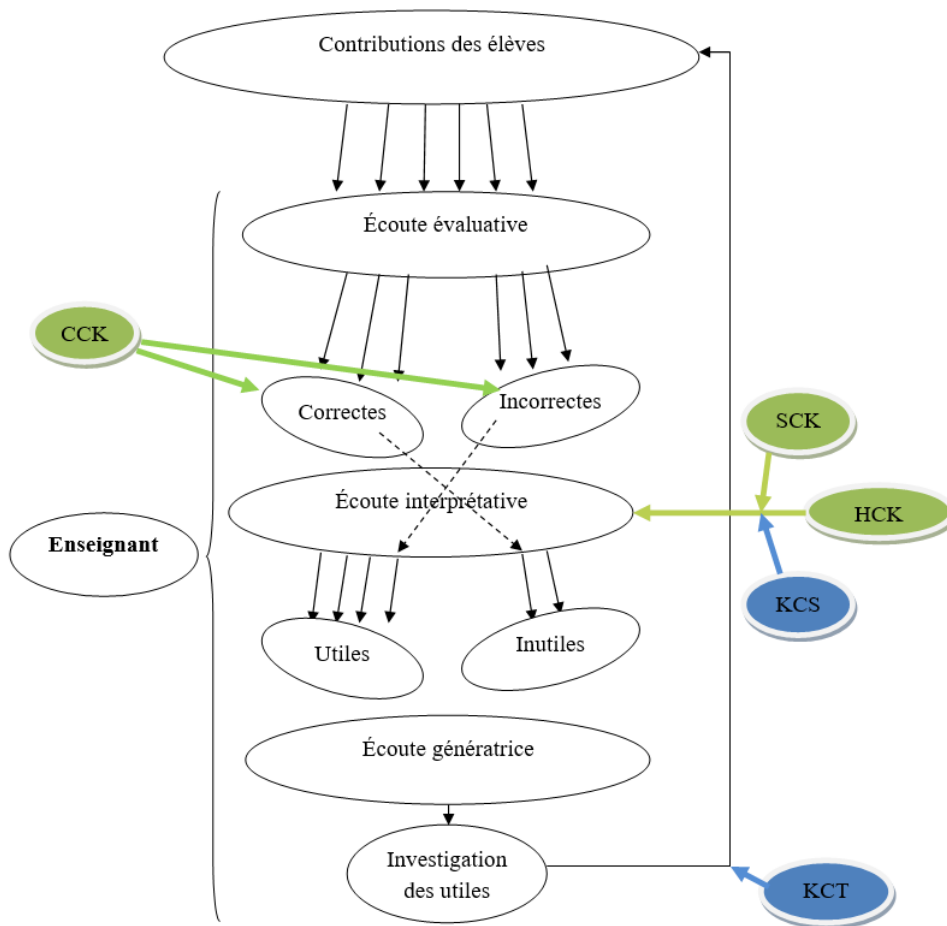 Contributions des élèves
Écoute évaluative
CCK
Correctes
Incorrectes
SCK
Écoute interprétative
HCK
Enseignant
KCS
Utiles
Inutiles
Écoute génératrice
Investigation
des utiles
KCT